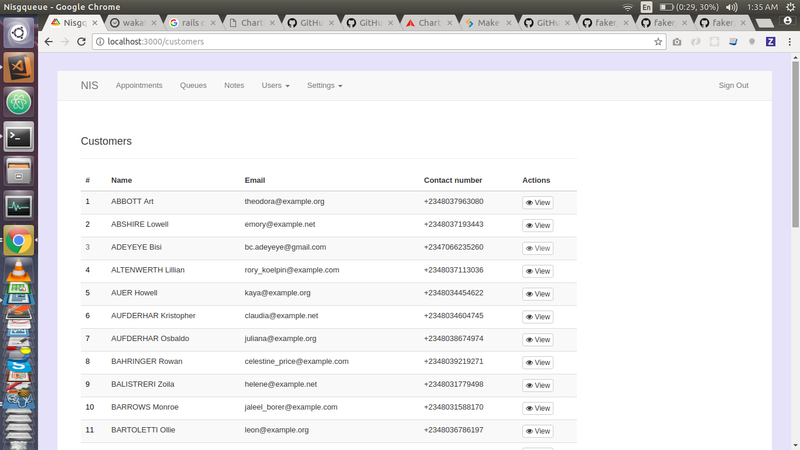 Nisgqueue - Google Chrome
En (0:29, 30%) 1:35 AM
Nisgq wakat rails c Chart GitHu GitHu Chart Make GitHu faker faker faker
localhost:3000/customers
NIS Appointments Queues Notes Users Settings Sign Out
Customers
# Name Email Contact number Actions
1 ABBOTT Art theodora@example.org +2348037963080 View
2 ABSHIRE Lowell emory@example.net +2348037193443 View
3 ADEYEYE Bisi bc.adeyeye@gmail.com +2347066235260 View
4 ALTENWERTH Lillian rory_koelpin@example.com +2348037113036 View
5 AUER Howell kaya@example.org +2348034454622 View
6 AUFDERHAR Kristopher claudia@example.net +2348034604745 View
7 AUFDERHAR Osbaldo juliana@example.org +2348038674974 View
8 BAHRINGER Rowan celestine_price@example.com +2348039219271 View
9 BALISTRERI Zoila helene@example.net +2348031779498 View
10 BARROWS Monroe jaleel_borer@example.com +2348031588170 View
11 BARTOLETTI Ollie leon@example.org +2348036786197 View